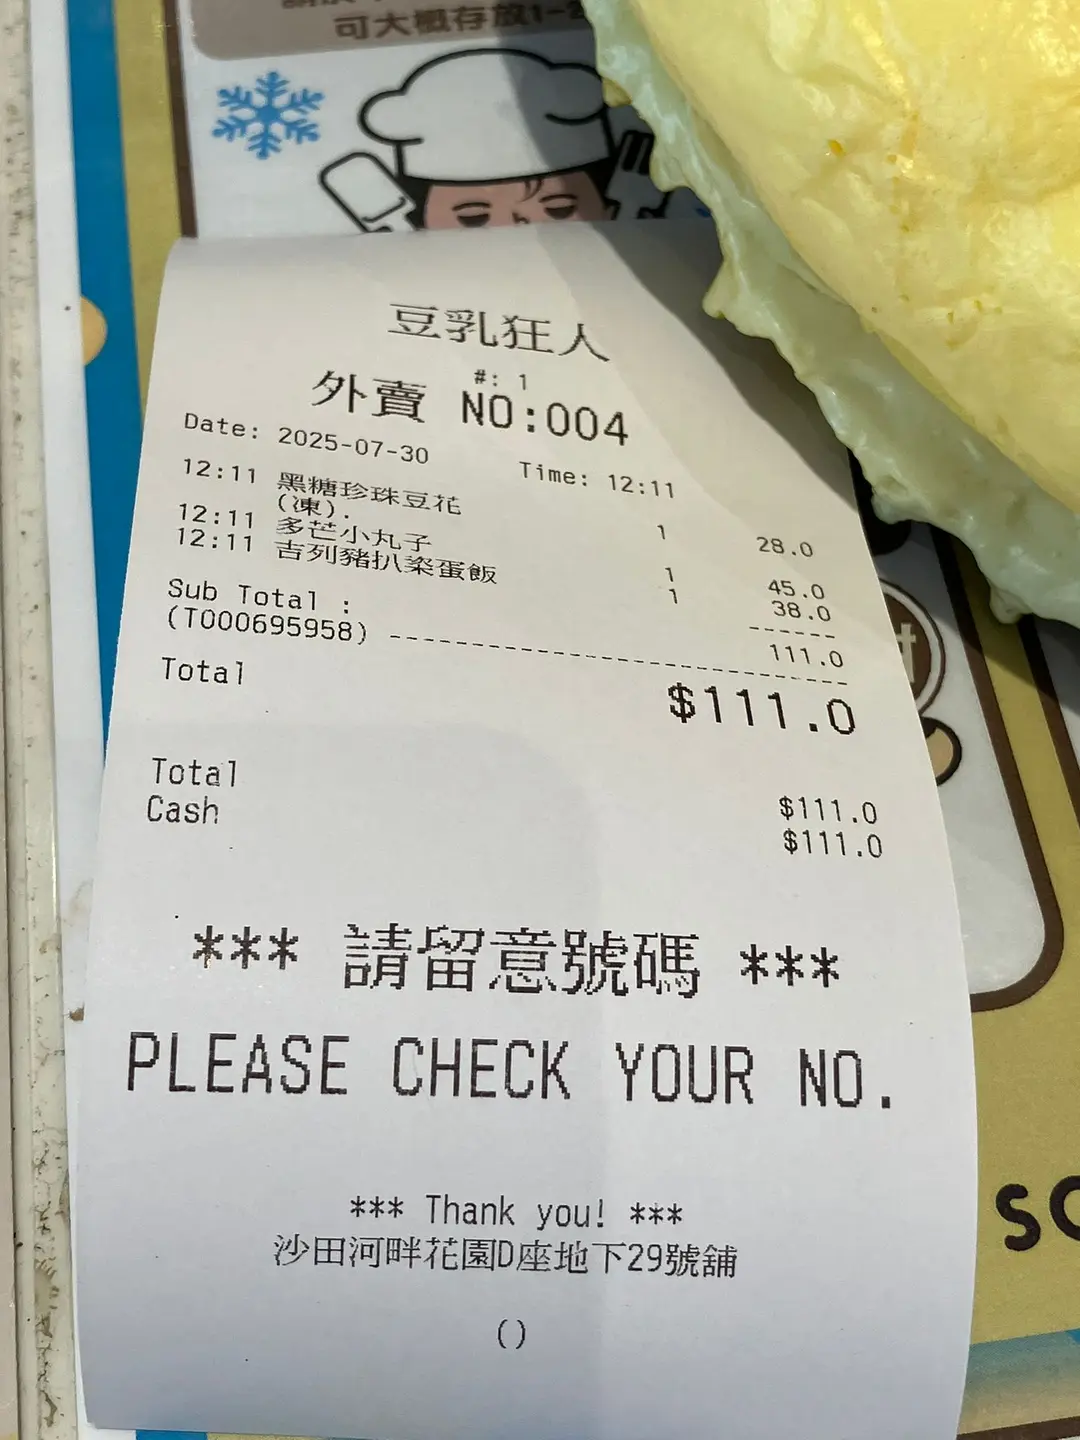 可大概存放1-2
豆乳狂人
#: 1
外賣 NO:004
Date: 2025-07-30 Time: 12:11
12:11 黑糖珍珠豆花 1 28.0
(凍).
12:11 多芒小丸子 1 45.0
12:11 吉列豬扒滘蛋飯 1 38.0
Sub Total : 111.0
(T000695958)
Total $111.0
Total $111.0
Cash $111.0
*** 請留意號碼 ***
PLEASE CHECK YOUR NO.
*** Thank you! ***
沙田河畔花園D座地下29號舖
()